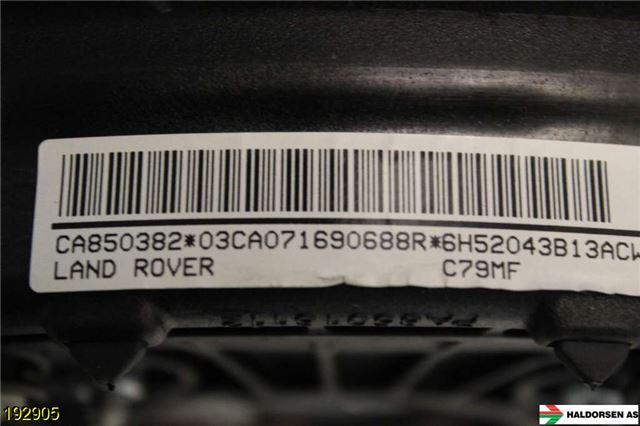 CA850382*03CA071690688R*6H52043B13ACW
LAND ROVER C79MF
192905
HALDORSEN AS